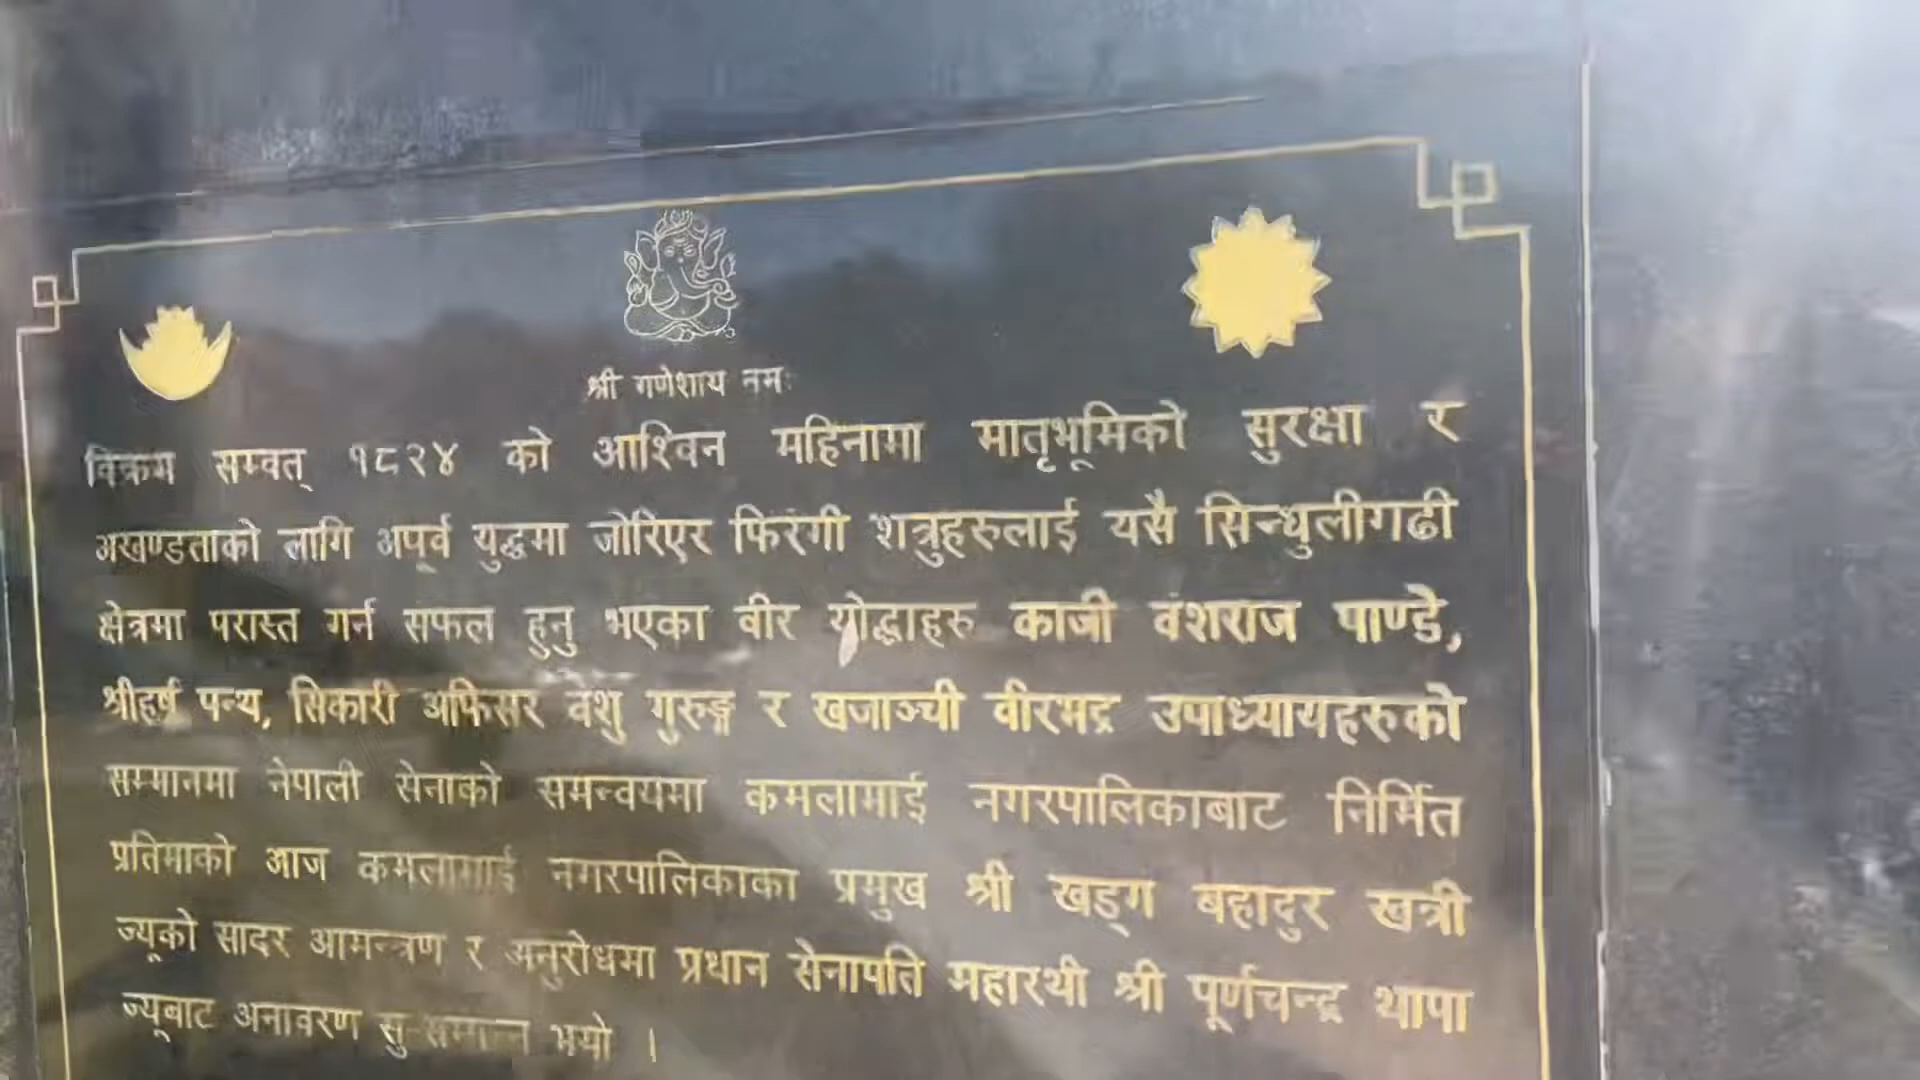 श्री गणेशाय नमः
विक्रम सम्वत् १८२४ को आश्विन महिनामा मातृभूमिको सुरक्षा र
अखण्डताको लागि अपूर्व युद्धमा जोरिएर फिरंगी शत्रुहरुलाई यसै सिन्धुलीगढी
क्षेत्रमा परास्त गर्न सफल हुनु भएका वीर योद्धाहरु काजी वंशराज पाण्डे,
श्रीहर्ष पन्थ, सिकारी अफिसर वंशु गुरुङ्ग र खजाञ्ची वीरभद्र उपाध्यायहरुको
सम्मानमा नेपाली सेनाको समन्वयमा कमलामाई नगरपालिकाबाट निर्मित
प्रतिमाको आज कमलामाई नगरपालिकाका प्रमुख श्री खड्ग बहादुर खत्री
ज्यूको सादर आमन्त्रण र अनुरोधमा प्रधान सेनापति महारथी श्री पूर्णचन्द्र थापा
ज्यूबाट अनावरण भयो ।